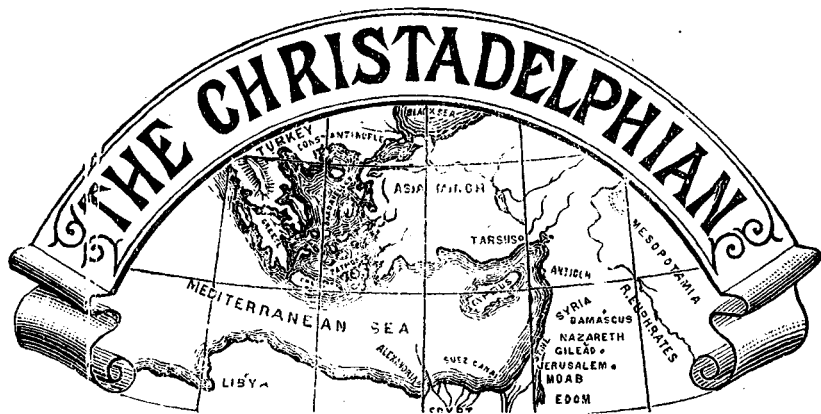 THE CHRISTADELPHIAN
BLACK SEA
TURKEY
CONSTANTINOPLE
ASIA MINOR
TARSUS
MESOPOTAMIA
ANTIOCH
CYPRUS
R. EUPHRATES
MEDITERRANEAN SEA
SYRIA
DAMASCUS
NAZARETH
GILEAD
ALEXANDRIA
SUEZ CANAL
JERUSALEM
LIBYA
MOAB
EDOM
EGYPT